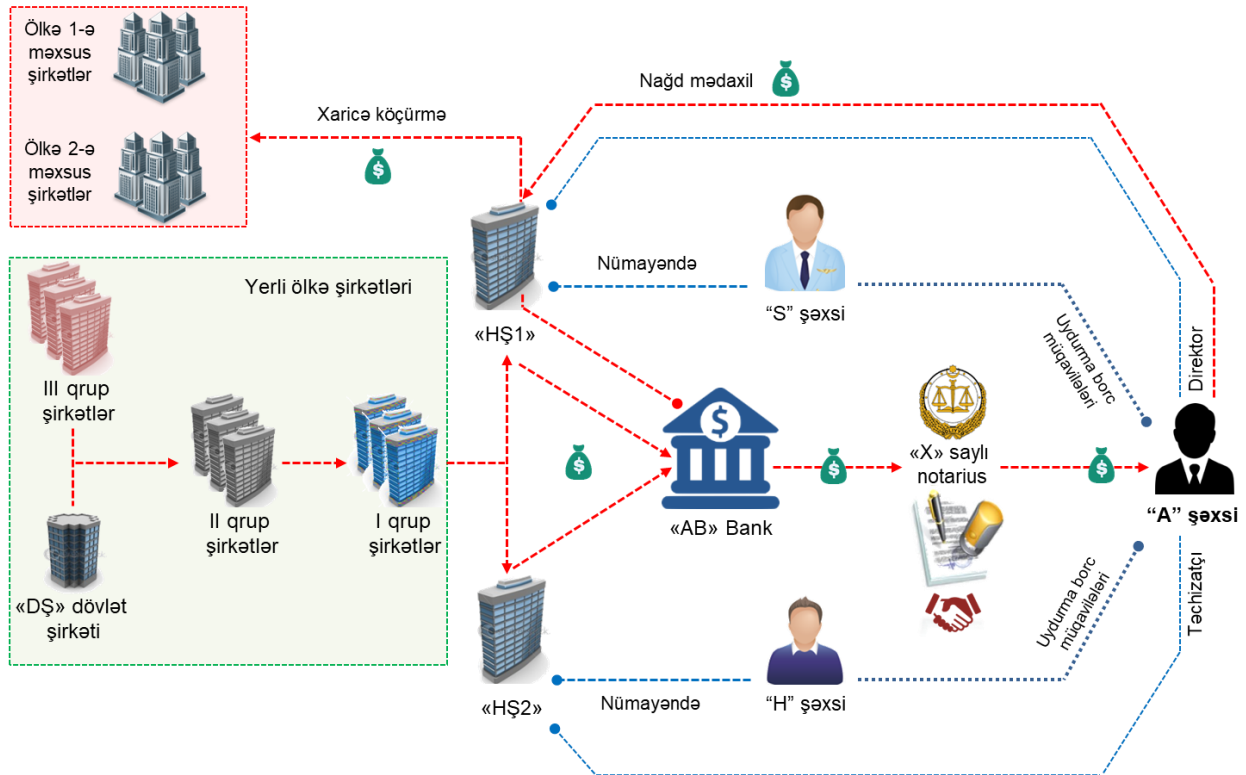 Ölkə 1-ə
məxsus
şirkətlər
Ölkə 2-ə
məxsus
şirkətlər
Xaricə köçürmə
Nağd mədaxil
Yerli ölkə şirkətləri
III qrup
şirkətlər
II qrup
şirkətlər
I qrup
şirkətlər
«DŞ» dövlət
şirkəti
«HŞ1»
«HŞ2»
Nümayəndə
“S” şəxsi
Uydurma borc
müqavilələri
Direktor
«AB» Bank
«X» saylı
notarius
“A” şəxsi
Uydurma borc
müqavilələri
Təchizatçı
Nümayəndə
“H” şəxsi